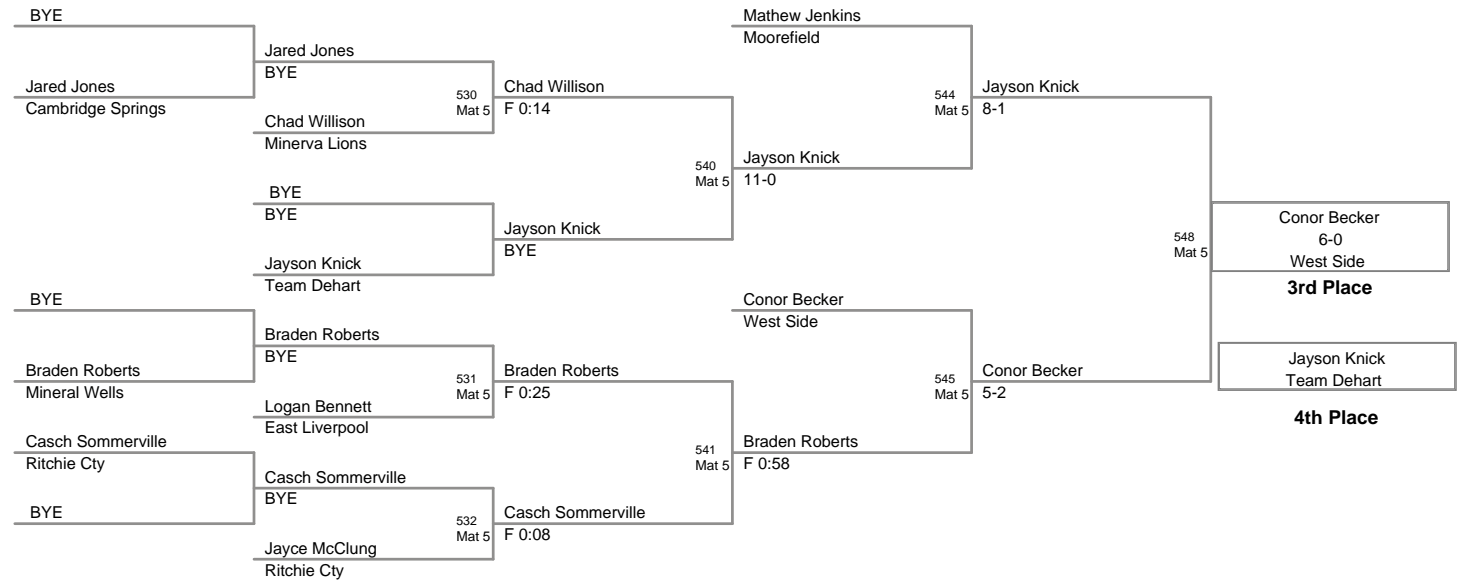 BYE
Jared Jones
Cambridge Springs
Jared Jones
BYE
Chad Willison
Minerva Lions
530
Mat 5
Chad Willison
F 0:14
BYE
BYE
Jayson Knick
Team Dehart
Jayson Knick
BYE
540
Mat 5
Jayson Knick
11-0
Mathew Jenkins
Moorefield
544
Mat 5
Jayson Knick
8-1
BYE
Braden Roberts
Mineral Wells
Braden Roberts
BYE
Logan Bennett
East Liverpool
531
Mat 5
Braden Roberts
F 0:25
Casch Sommerville
Ritchie Cty
BYE
Casch Sommerville
BYE
Jayce McClung
Ritchie Cty
532
Mat 5
Casch Sommerville
F 0:08
541
Mat 5
Braden Roberts
F 0:58
Conor Becker
West Side
545
Mat 5
Conor Becker
5-2
548
Mat 5
Conor Becker
6-0
West Side
3rd Place
Jayson Knick
Team Dehart
4th Place